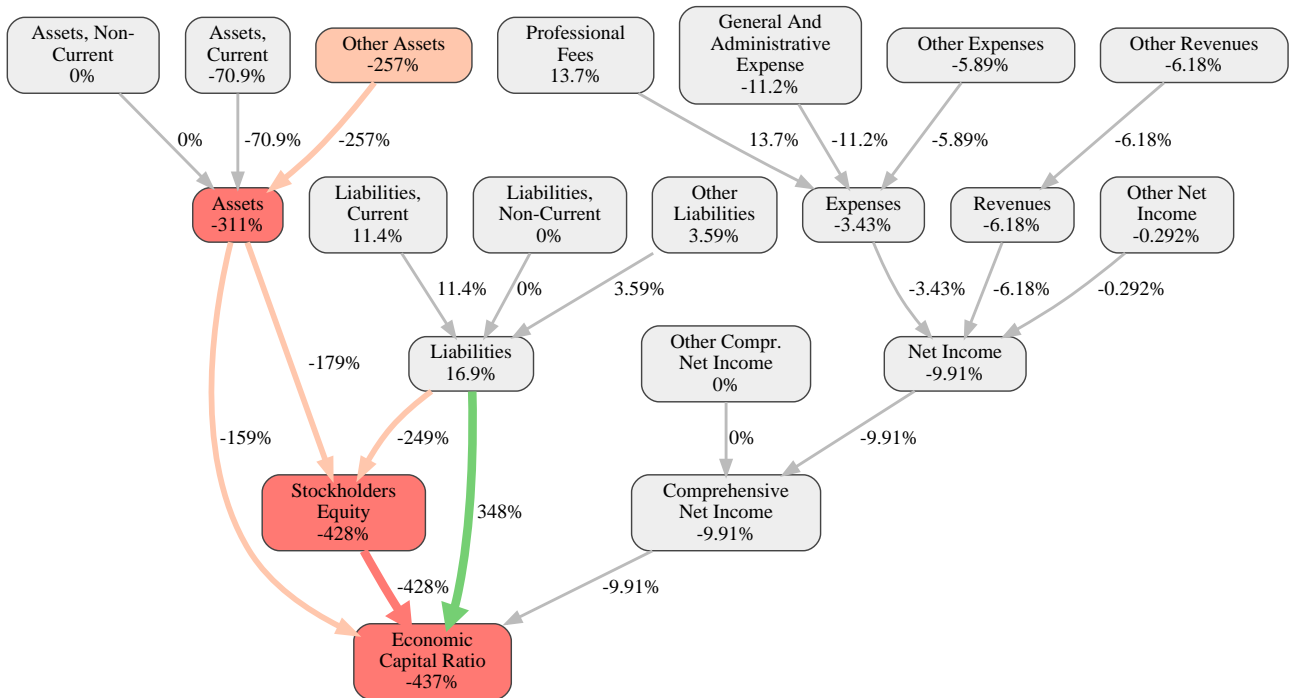 Assets, Non-
Current
0%
Assets,
Current
-70.9%
Other Assets
-257%
Professional
Fees
13.7%
General And
Administrative
Expense
-11.2%
Other Expenses
-5.89%
Other Revenues
-6.18%
0%
-70.9%
-257%
13.7%
-11.2%
-5.89%
-6.18%
Assets
-311%
Liabilities,
Current
11.4%
Liabilities,
Non-Current
0%
Other
Liabilities
3.59%
Expenses
-3.43%
Revenues
-6.18%
Other Net
Income
-0.292%
11.4%
0%
3.59%
-3.43%
-6.18%
-0.292%
-179%
Liabilities
16.9%
Other Compr.
Net Income
0%
Net Income
-9.91%
-159%
-249%
0%
-9.91%
Stockholders
Equity
-428%
348%
Comprehensive
Net Income
-9.91%
-428%
-9.91%
Economic
Capital Ratio
-437%